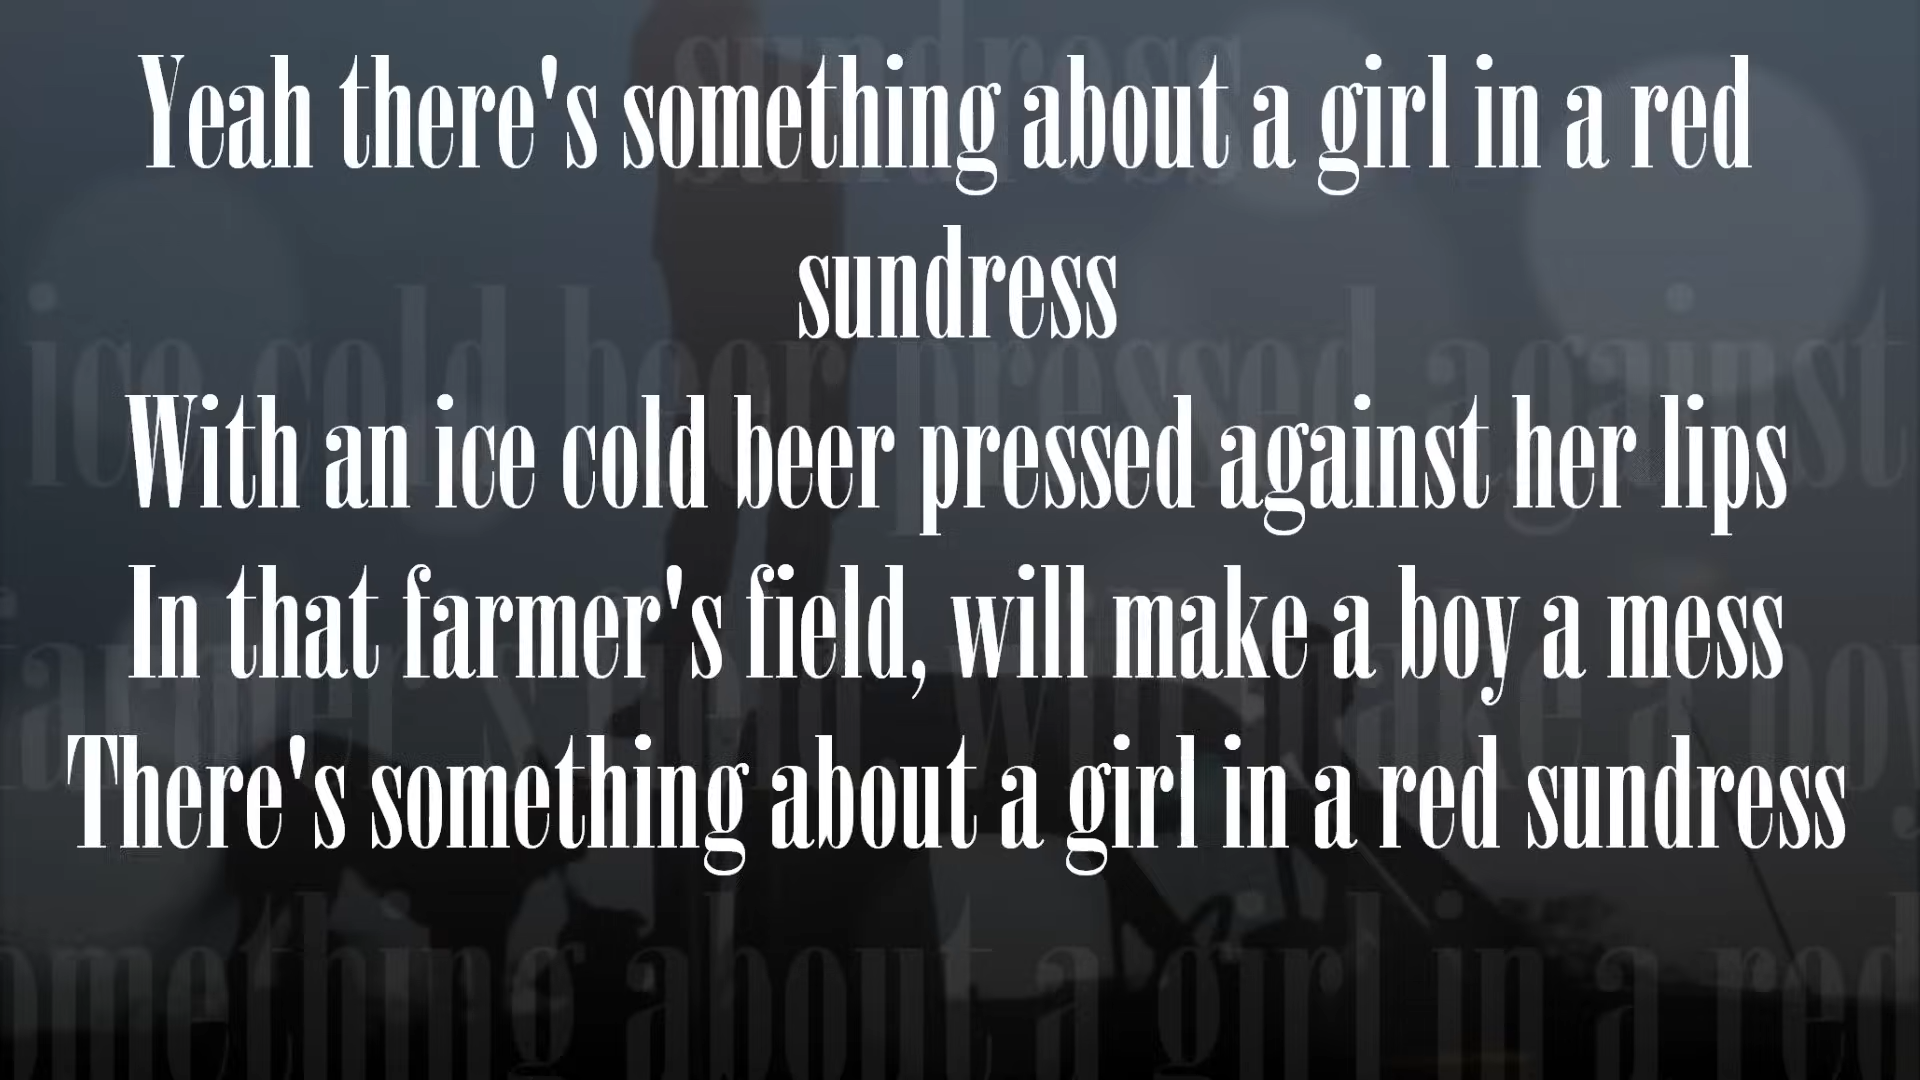 Yeah there's something about a girl in a red
sundress
With an ice cold beer pressed against her lips
In that farmer's field, will make a boy a mess
There's something about a girl in a red sundress